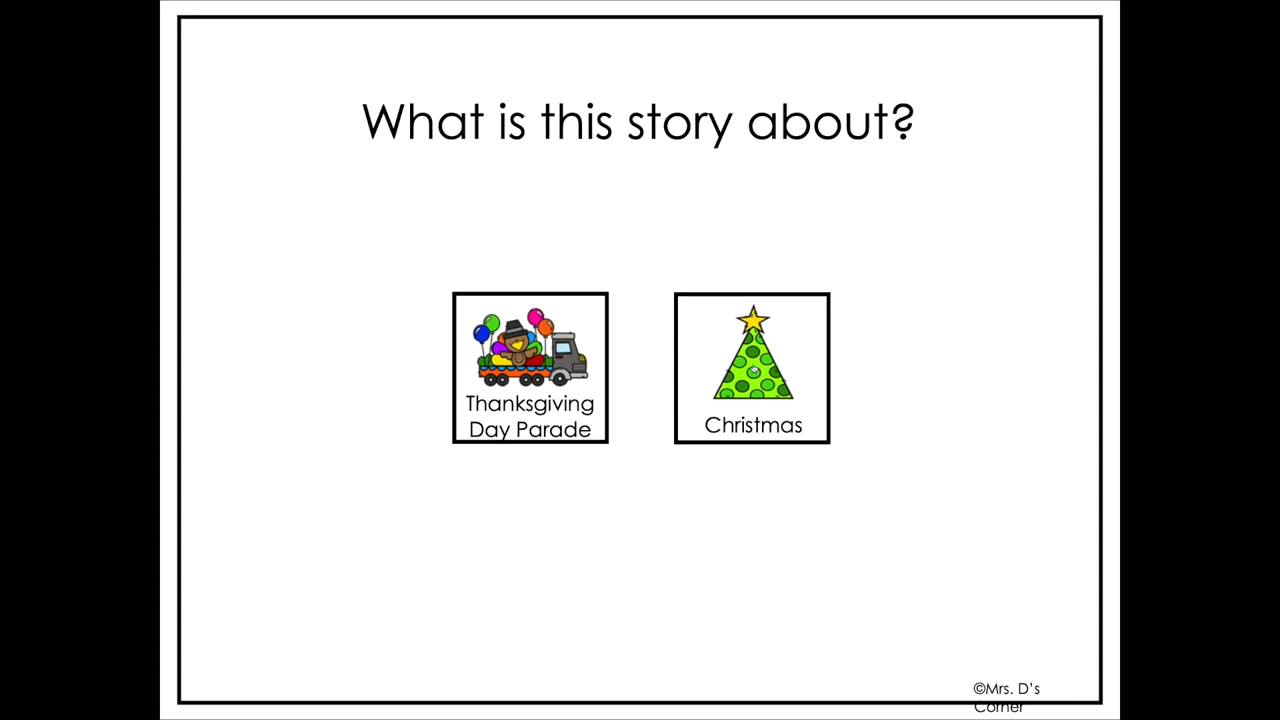 What is this story about?
Thanksgiving
Day Parade
Christmas
©Mrs. D's
Corner